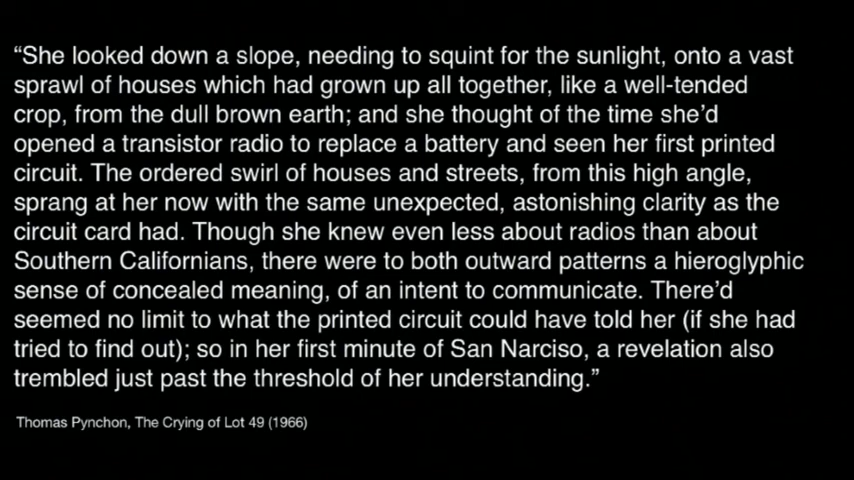 “She looked down a slope, needing to squint for the sunlight, onto a vast
sprawl of houses which had grown up all together, like a well-tended
crop, from the dull brown earth; and she thought of the time she’d
opened a transistor radio to replace a battery and seen her first printed
circuit. The ordered swirl of houses and streets, from this high angle,
sprang at her now with the same unexpected, astonishing clarity as the
circuit card had. Though she knew even less about radios than about
Southern Californians, there were to both outward patterns a hieroglyphic
sense of concealed meaning, of an intent to communicate. There’d
seemed no limit to what the printed circuit could have told her (if she had
tried to find out); so in her first minute of San Narciso, a revelation also
trembled just past the threshold of her understanding.”
Thomas Pynchon, The Crying of Lot 49 (1966)